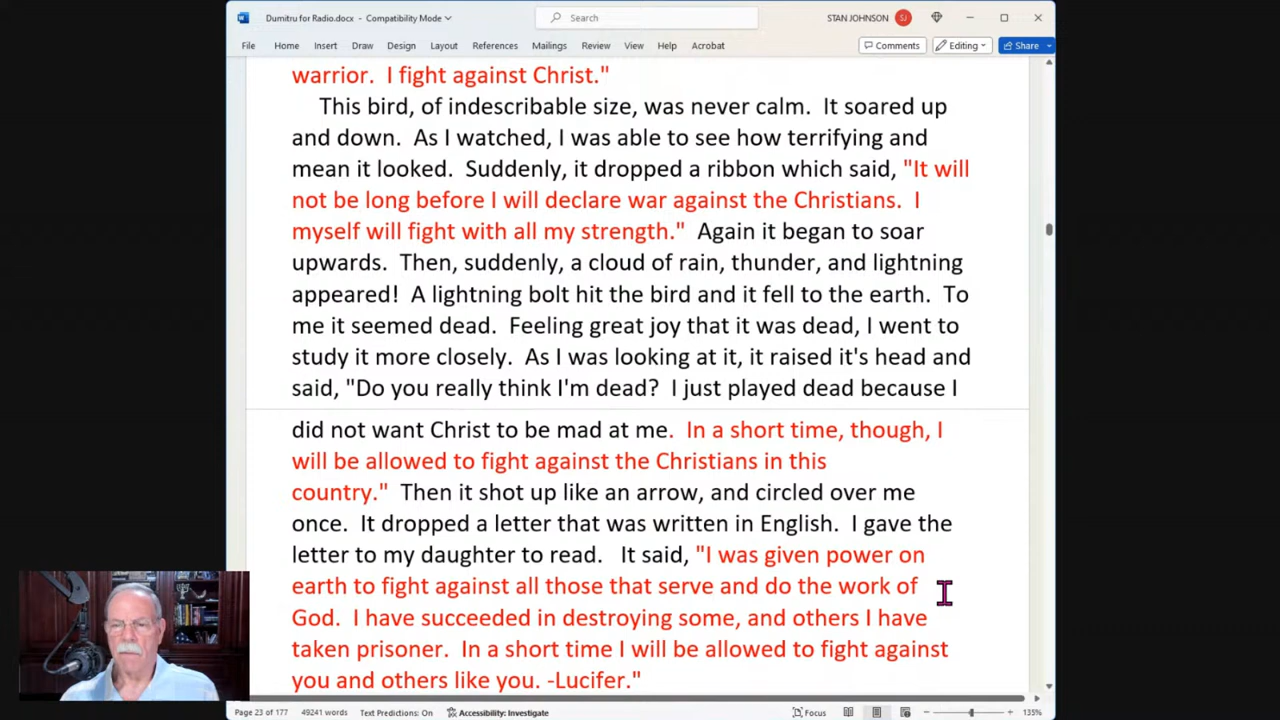 Dumitru for Radio.docx - Compatibility Mode
Search
STAN JOHNSON
SJ
File Home Insert Draw Design Layout References Mailings Review View Help Acrobat
Comments
Editing
Share
warrior. I fight against Christ."
This bird, of indescribable size, was never calm. It soared up
and down. As I watched, I was able to see how terrifying and
mean it looked. Suddenly, it dropped a ribbon which said, "It will
not be long before I will declare war against the Christians. I
myself will fight with all my strength." Again it began to soar
upwards. Then, suddenly, a cloud of rain, thunder, and lightning
appeared! A lightning bolt hit the bird and it fell to the earth. To
me it seemed dead. Feeling great joy that it was dead, I went to
study it more closely. As I was looking at it, it raised it's head and
said, "Do you really think I'm dead? I just played dead because I
did not want Christ to be mad at me. In a short time, though, I
will be allowed to fight against the Christians in this
country." Then it shot up like an arrow, and circled over me
once. It dropped a letter that was written in English. I gave the
letter to my daughter to read. It said, "I was given power on
earth to fight against all those that serve and do the work of
God. I have succeeded in destroying some, and others I have
taken prisoner. In a short time I will be allowed to fight against
you and others like you. -Lucifer."
Page 23 of 177 49241 words Text Predictions: On Accessibility: Investigate
Focus
135%